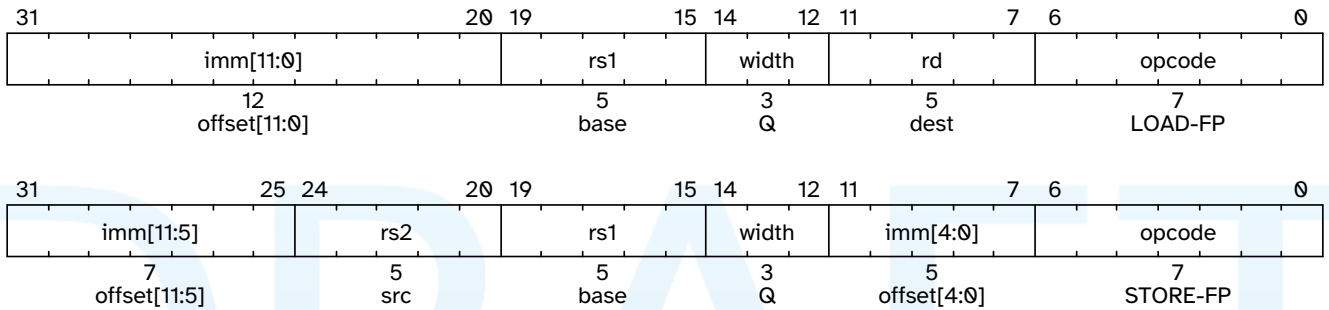 31 20 19 15 14 12 11 7 6 0
imm[11:0] rs1 width rd opcode
12 5 3 5 7
offset[11:0] base Q dest LOAD-FP
31 25 24 20 19 15 14 12 11 7 6 0
imm[11:5] rs2 rs1 width imm[4:0] opcode
7 5 5 3 5 7
offset[11:5] src base Q offset[4:0] STORE-FP